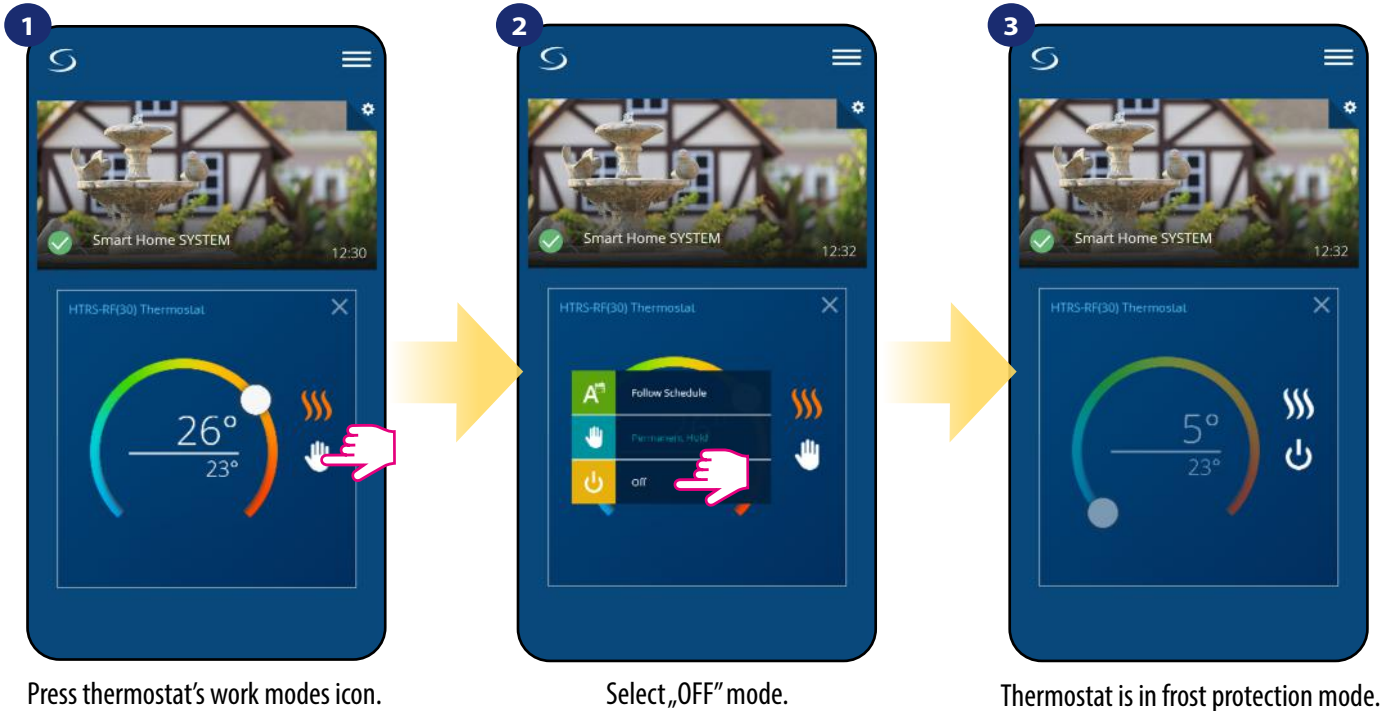 1
Smart Home SYSTEM
12:30
HTRS-RF(30) Thermostat
26°
23°
Press thermostat's work modes icon.
2
Smart Home SYSTEM
12:32
HTRS-RF(30) Thermostat
A
Follow Schedule
Permanent Hold
Off
Select „OFF" mode.
3
Smart Home SYSTEM
12:32
HTRS-RF(30) Thermostat
5°
23°
Thermostat is in frost protection mode.